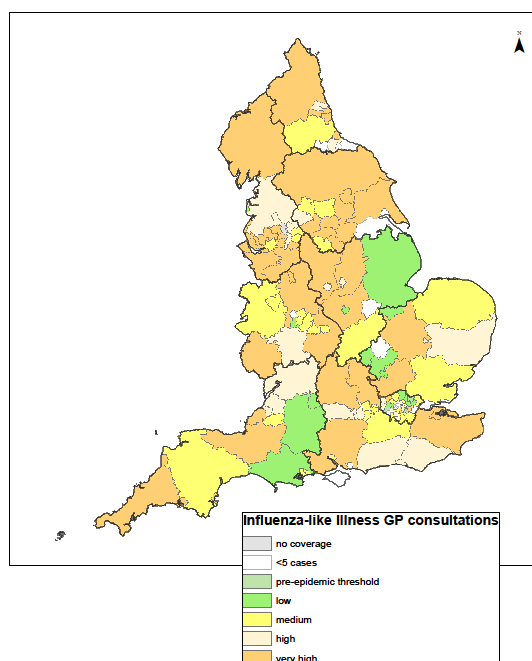 N
Influenza-like Illness GP consultations
no coverage
<5 cases
pre-epidemic threshold
low
medium
high
very high